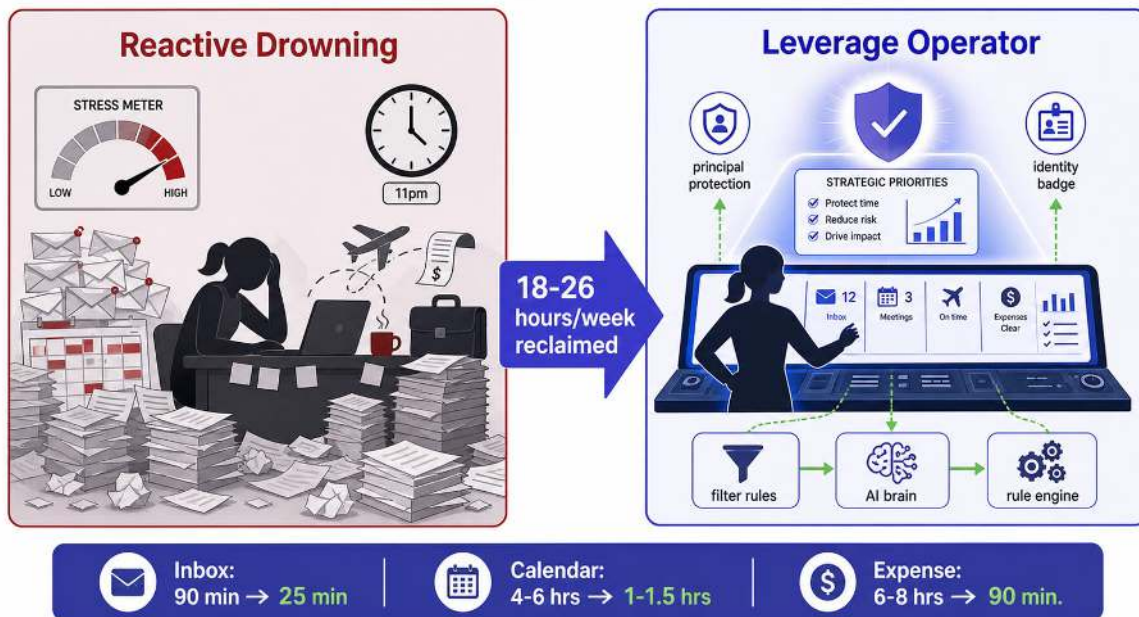 Reactive Drowning
STRESS METER
LOW
HIGH
11pm
$
18-26
hours/week
reclaimed
Leverage Operator
principal
protection
identity
badge
STRATEGIC PRIORITIES
Protect time
Reduce risk
Drive impact
12
Inbox
3
Meetings
On time
$
Expenses
Clear
filter rules
AI brain
rule engine
Inbox:
90 min → 25 min
Calendar:
4-6 hrs → 1-1.5 hrs
$
Expense:
6-8 hrs → 90 min.